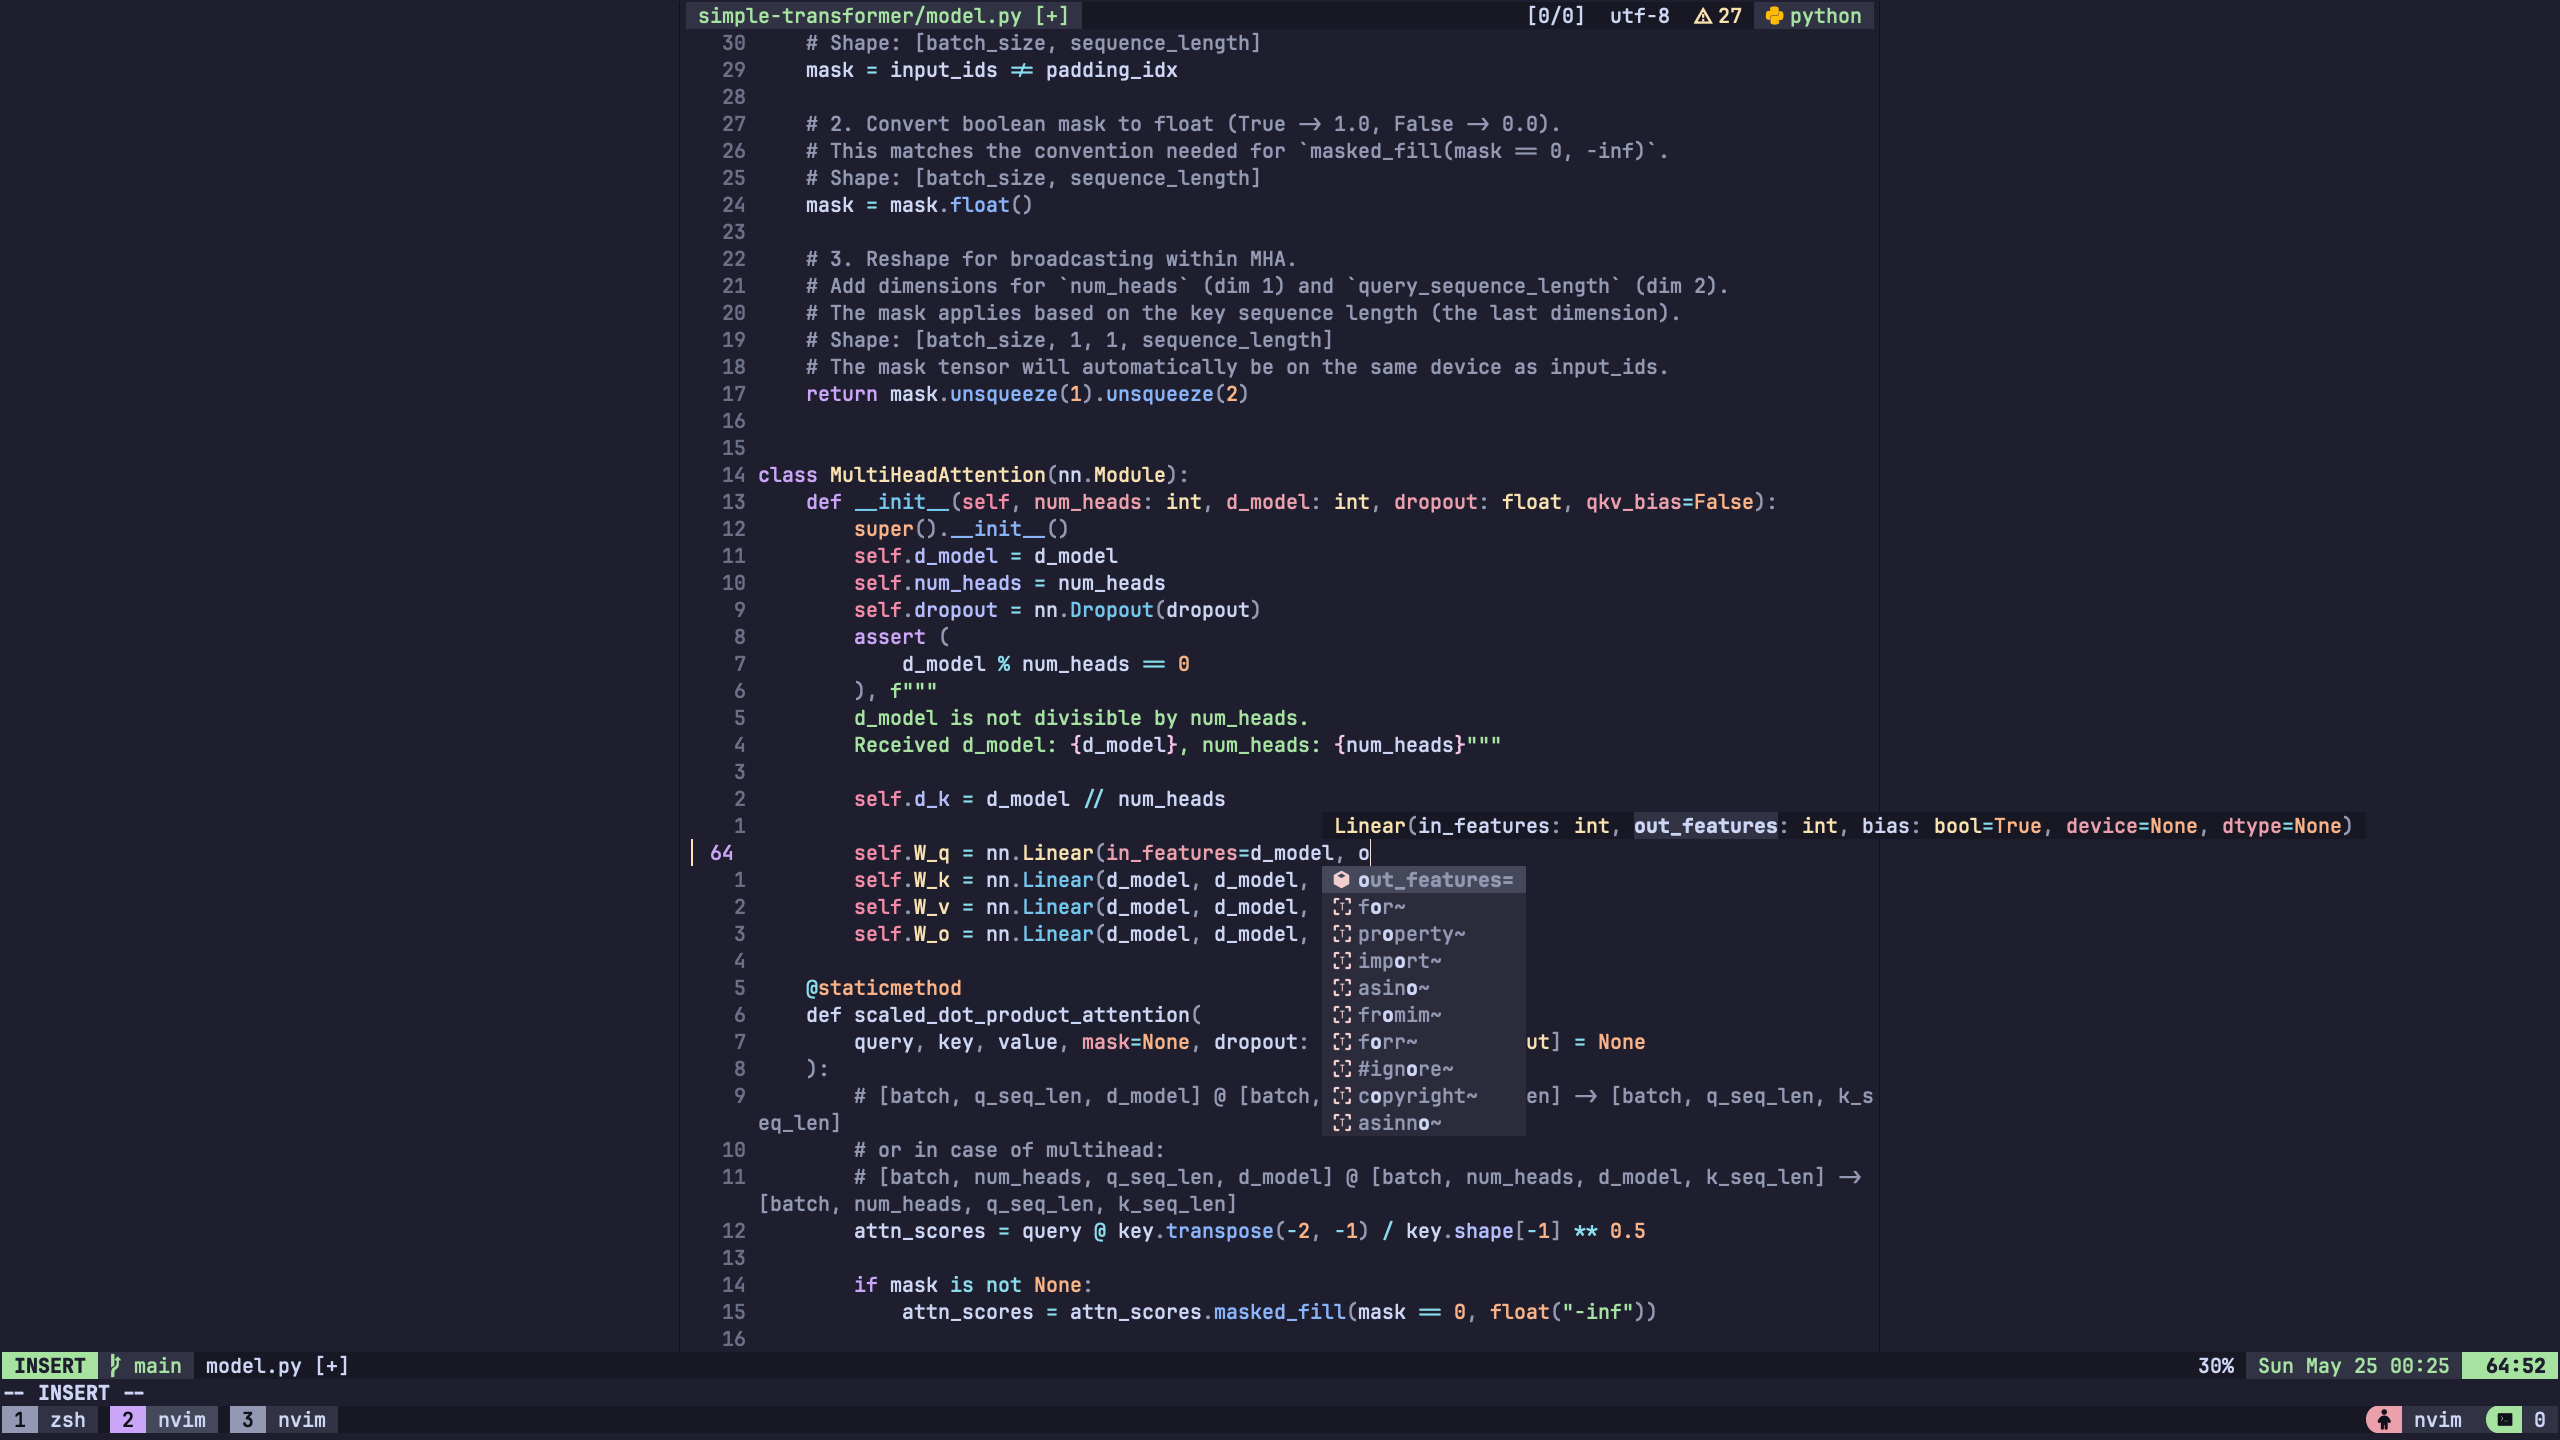 simple-transformer/model.py [+] [0/0] utf-8 27 python
30 # Shape: [batch_size, sequence_length]
29 mask = input_ids != padding_idx
28
27 # 2. Convert boolean mask to float (True -> 1.0, False -> 0.0).
26 # This matches the convention needed for `masked_fill(mask == 0, -inf)`.
25 # Shape: [batch_size, sequence_length]
24 mask = mask.float()
23
22 # 3. Reshape for broadcasting within MHA.
21 # Add dimensions for `num_heads` (dim 1) and `query_sequence_length` (dim 2).
20 # The mask applies based on the key sequence length (the last dimension).
19 # Shape: [batch_size, 1, 1, sequence_length]
18 # The mask tensor will automatically be on the same device as input_ids.
17 return mask.unsqueeze(1).unsqueeze(2)
16
15
14 class MultiHeadAttention(nn.Module):
13 def __init__(self, num_heads: int, d_model: int, dropout: float, qkv_bias=False):
12 super().__init__()
11 self.d_model = d_model
10 self.num_heads = num_heads
9 self.dropout = nn.Dropout(dropout)
8 assert (
7 d_model % num_heads == 0
6 ), f"""
5 d_model is not divisible by num_heads.
4 Received d_model: {d_model}, num_heads: {num_heads}"""
3
2 self.d_k = d_model // num_heads
1 Linear(in_features: int, out_features: int, bias: bool=True, device=None, dtype=None)
64 self.W_q = nn.Linear(in_features=d_model, o
1 self.W_k = nn.Linear(d_model, d_model, out_features=
2 self.W_v = nn.Linear(d_model, d_model, for~
3 self.W_o = nn.Linear(d_model, d_model, property~
4 import~
5 @staticmethod asino~
6 def scaled_dot_product_attention( fromim~
7 query, key, value, mask=None, dropout: forr~ ut] = None
8 ): #ignore~
9 # [batch, q_seq_len, d_model] @ [batch, copyright~ en] -> [batch, q_seq_len, k_s
eq_len] asinno~
10 # or in case of multihead:
11 # [batch, num_heads, q_seq_len, d_model] @ [batch, num_heads, d_model, k_seq_len] ->
[batch, num_heads, q_seq_len, k_seq_len]
12 attn_scores = query @ key.transpose(-2, -1) / key.shape[-1] ** 0.5
13
14 if mask is not None:
15 attn_scores = attn_scores.masked_fill(mask == 0, float("-inf"))
16
INSERT main model.py [+] 30% Sun May 25 00:25 64:52
-- INSERT --
1 zsh 2 nvim 3 nvim nvim 0